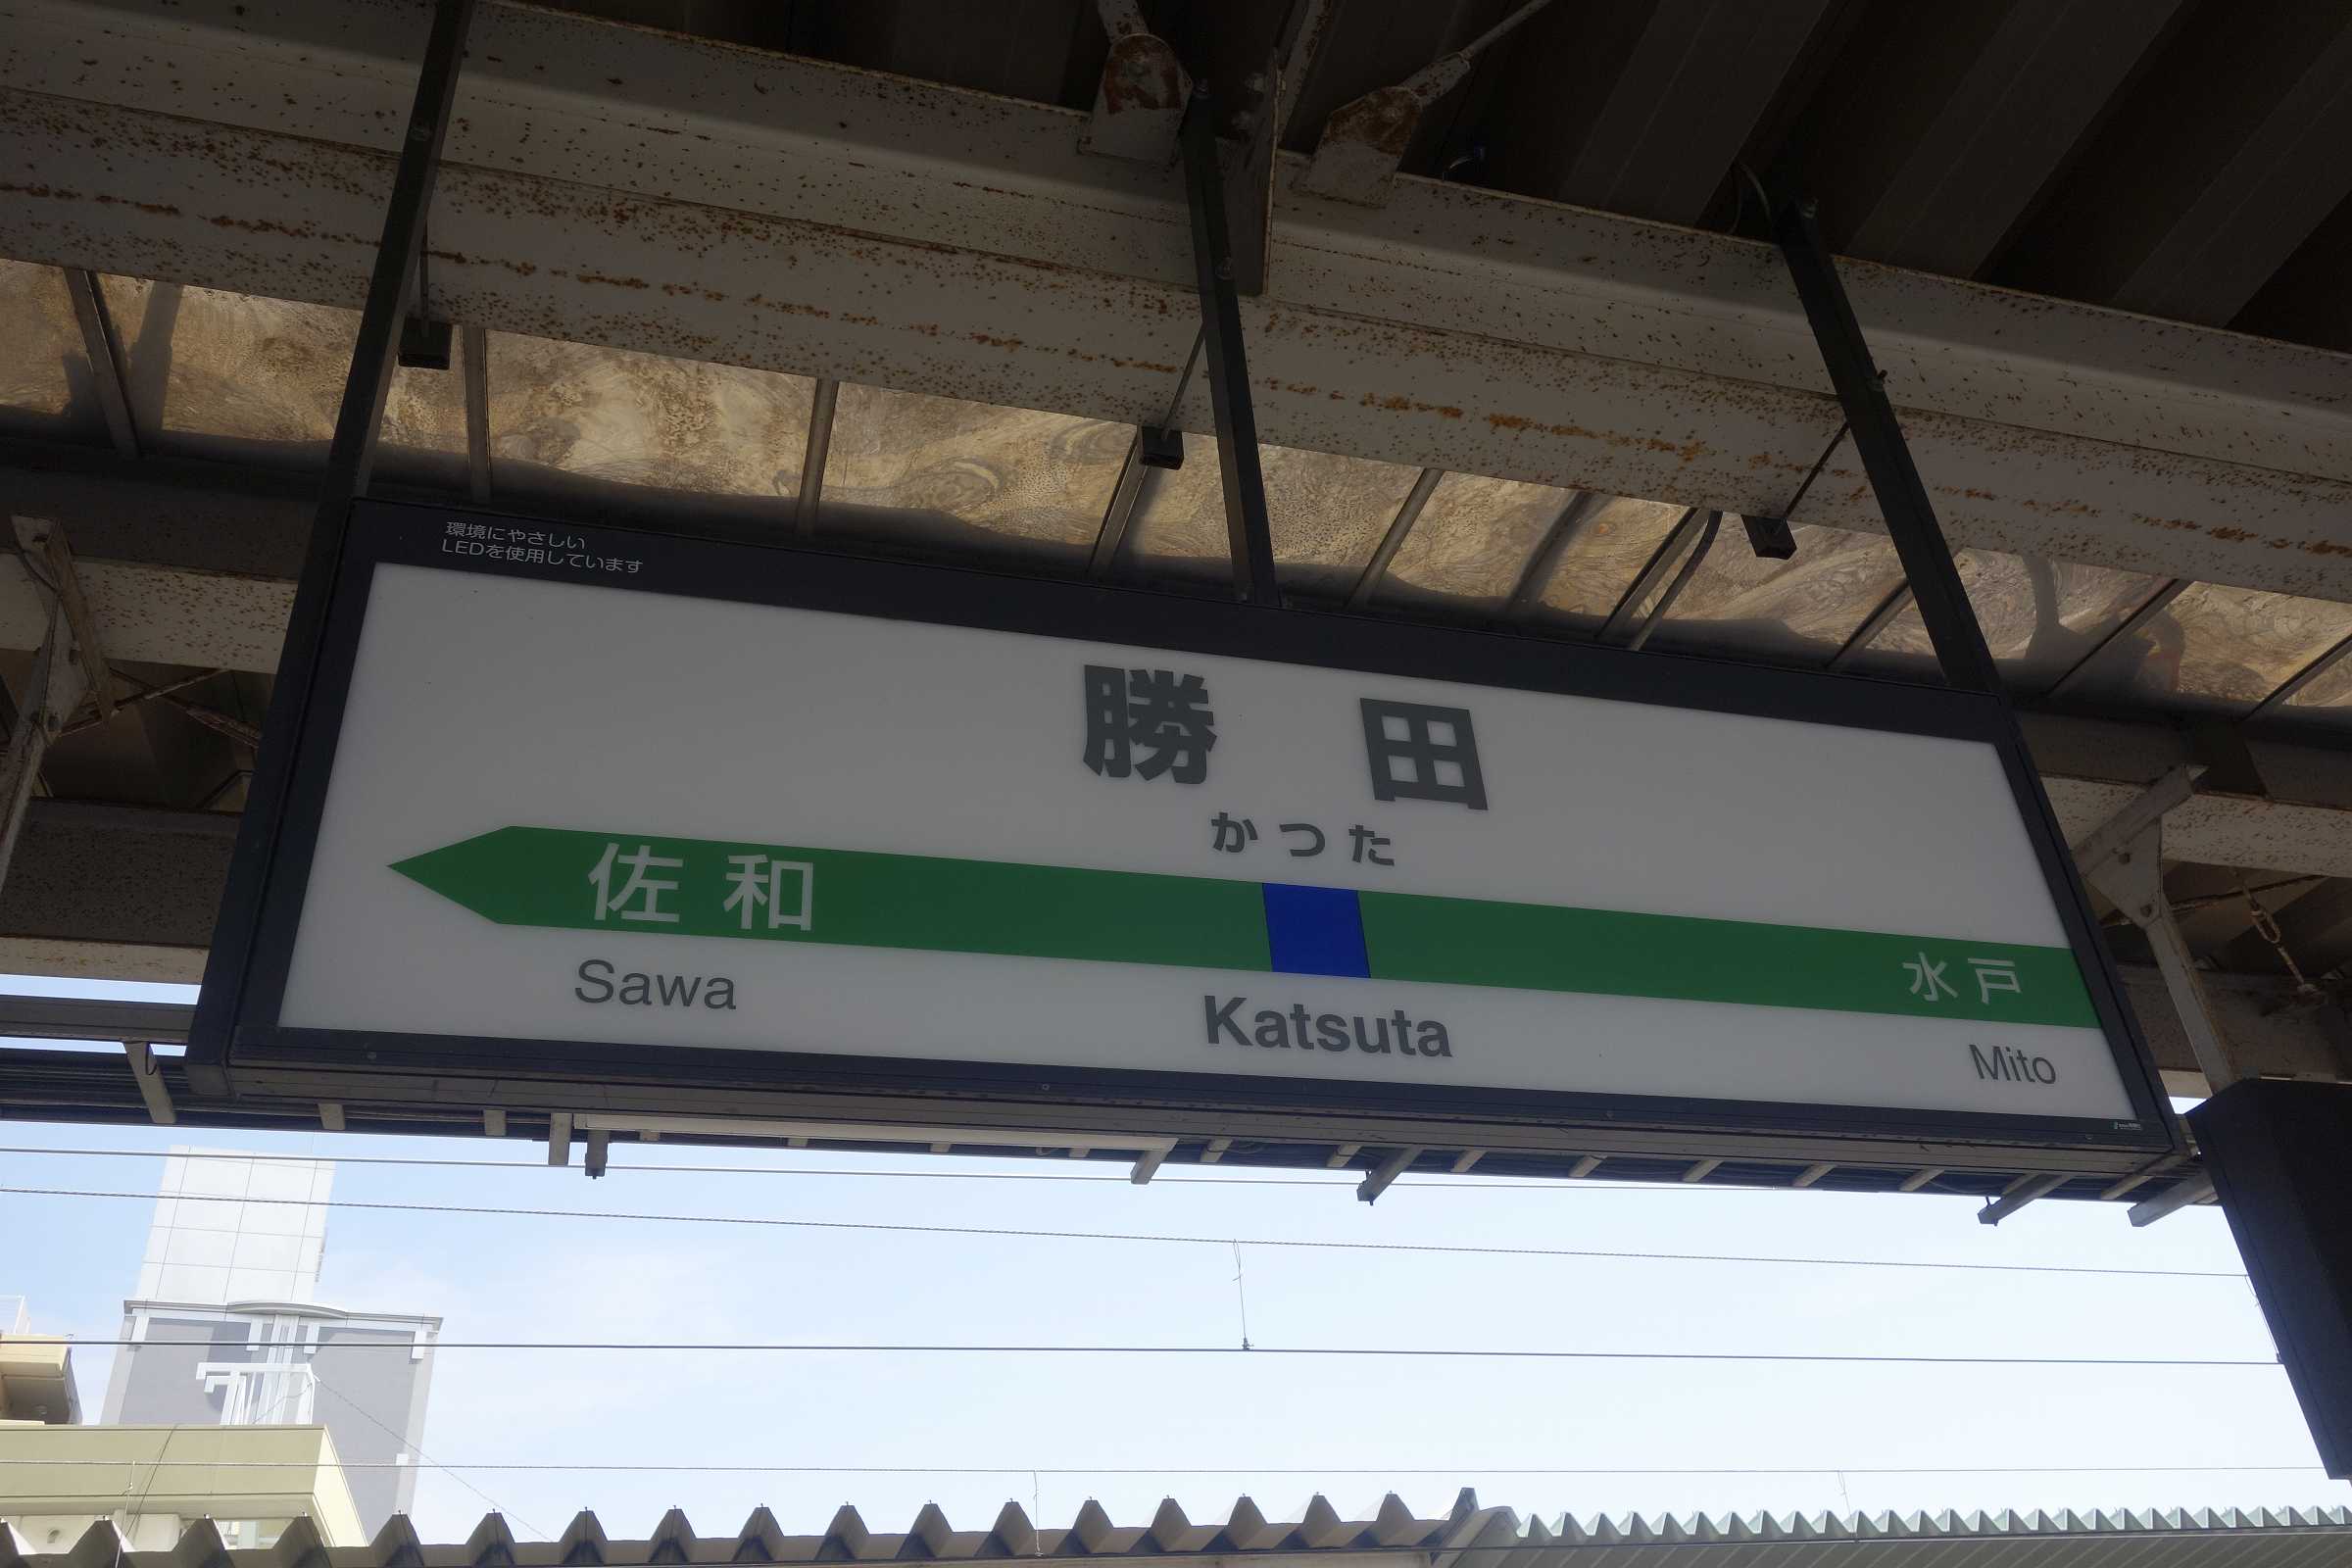 環境にやさしい
LEDを使用しています
勝田
かつた
佐和
水戸
Sawa
Katsuta
Mito